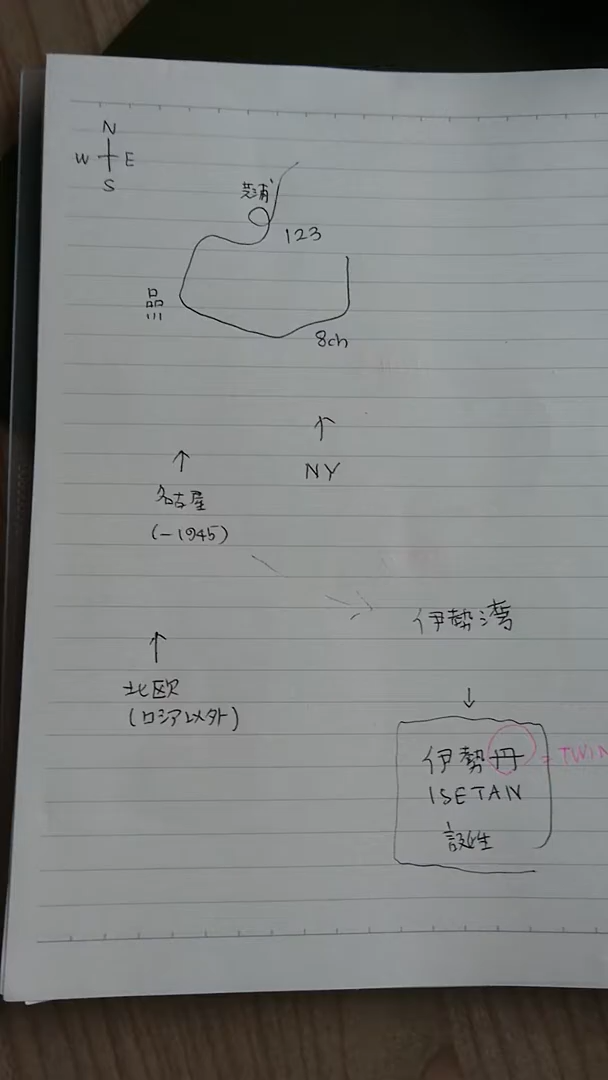 N
W E
S
芝浦
123
品川
8ch
↑
NY
↑
名古屋
(-1945)
伊勢湾
↑
北欧
(ロシア以外)
↓
伊勢丹 = TWIN
ISETAN
誕生